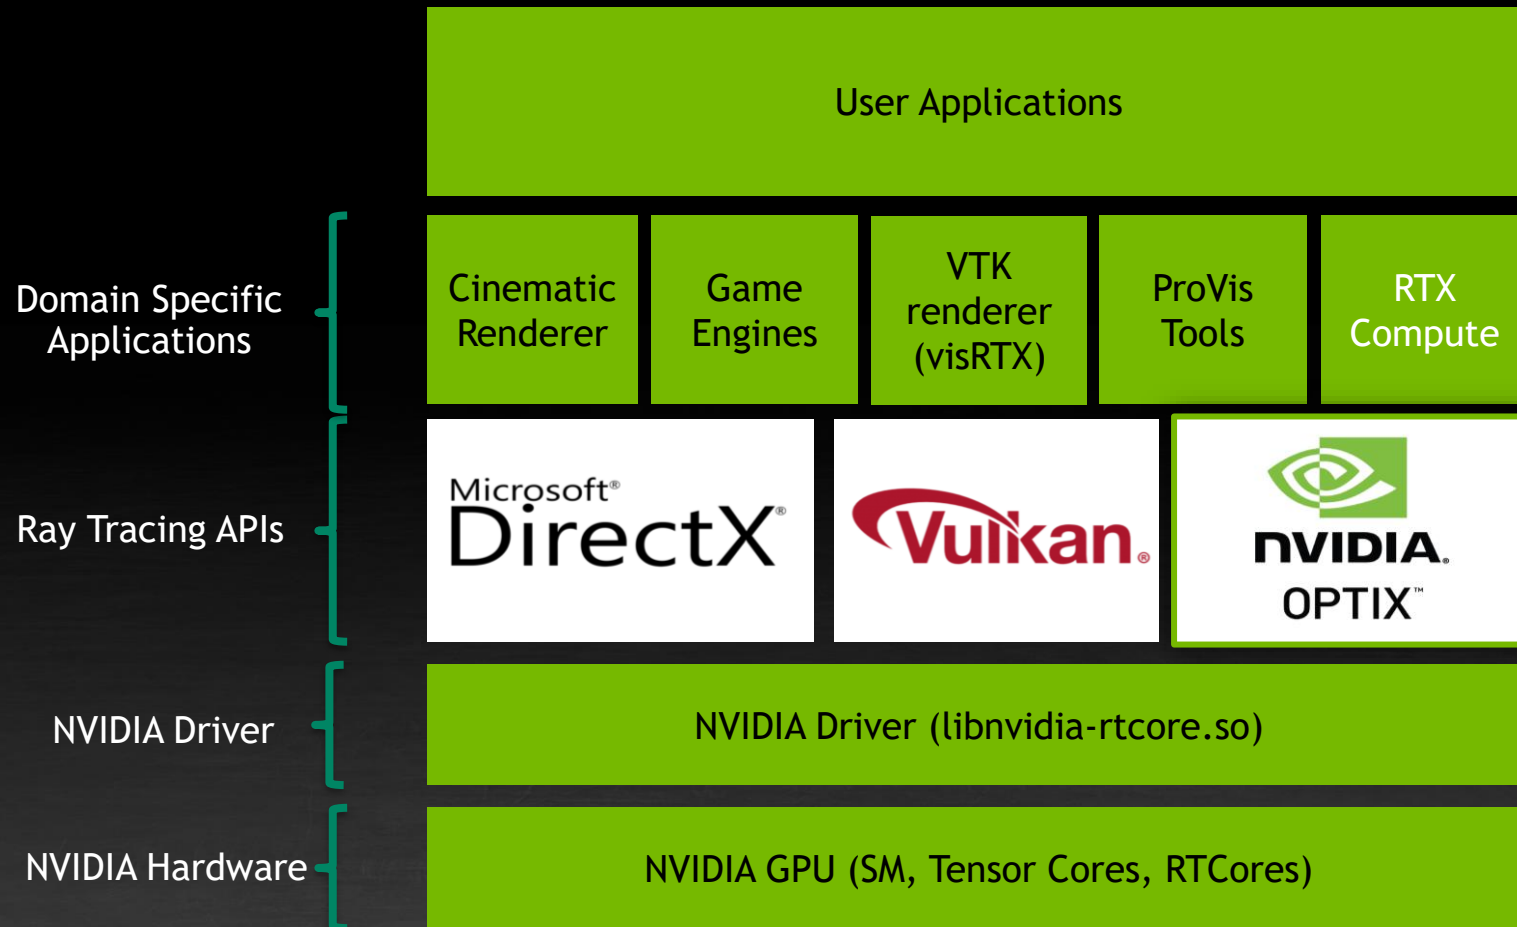 User Applications
Domain Specific
Applications
Cinematic
Renderer
Game
Engines
VTK
renderer
(visRTX)
ProVis
Tools
RTX
Compute
Ray Tracing APIs
Microsoft®
DirectX®
Vulkan®
NVIDIA®
OPTIX™
NVIDIA Driver
NVIDIA Driver (libnvidia-rtcore.so)
NVIDIA Hardware
NVIDIA GPU (SM, Tensor Cores, RTCores)